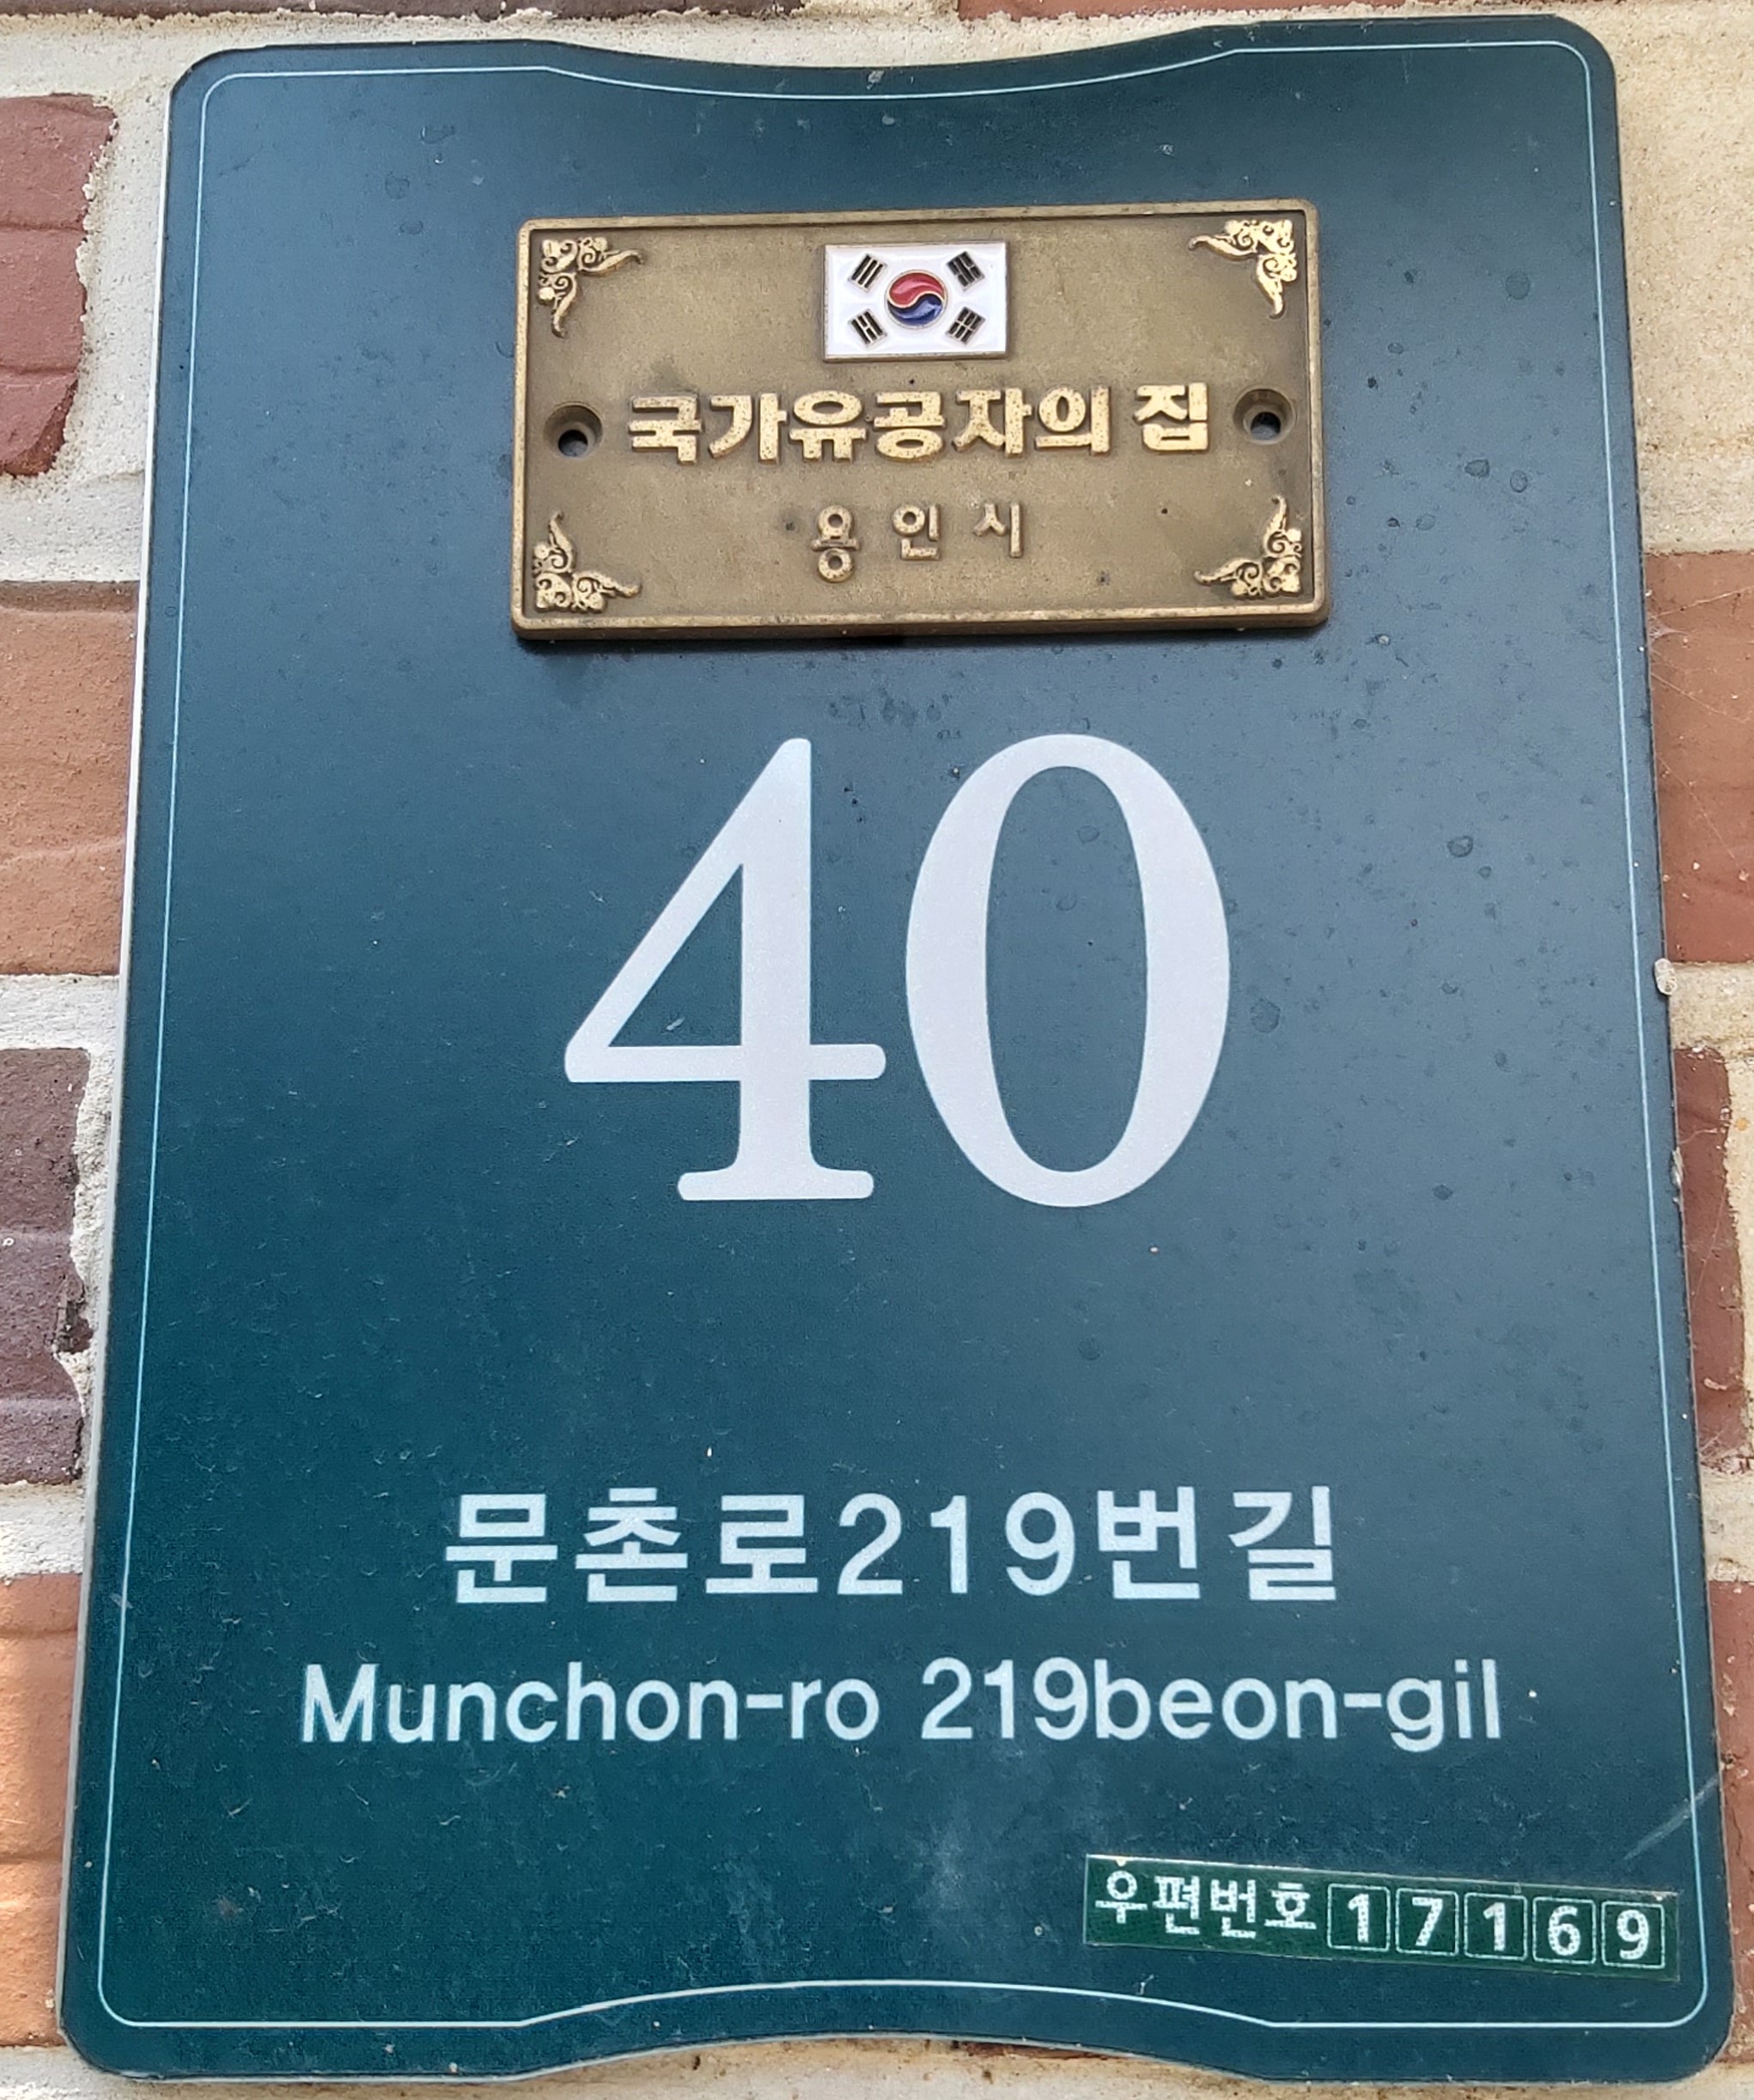 국가유공자의 집
용인시
40
문촌로219번길
Munchon-ro 219beon-gil
우편번호 17169